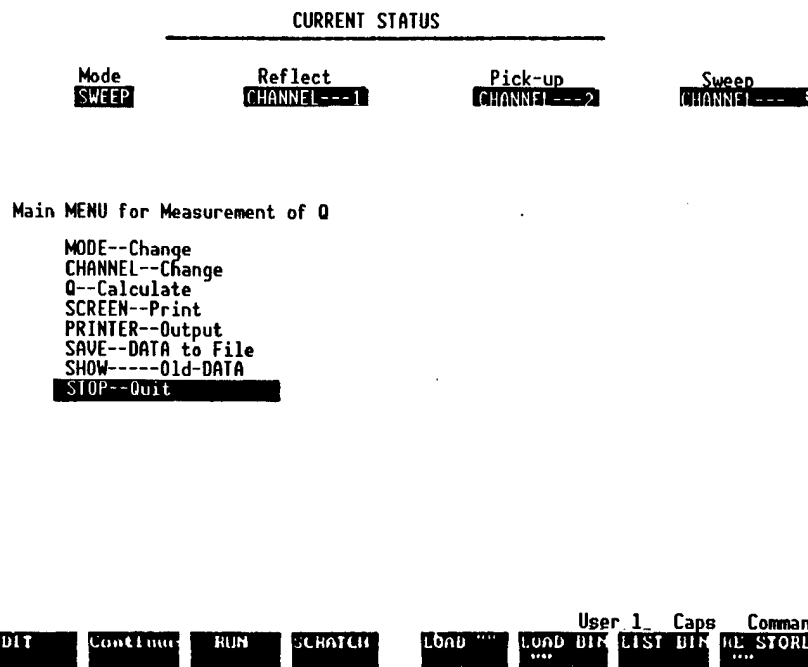 CURRENT STATUS
Mode Reflect Pick-up Sweep
SWEEP CHANNEL---1 CHANNEL---2 CHANNEL---
Main MENU for Measurement of Q
MODE--Change
CHANNEL--Change
Q--Calculate
SCREEN--Print
PRINTER--Output
SAVE--DATA to File
SHOW-----Old-DATA
STOP--Quit
User 1_ Caps Comman
DIT Continue RUN SCRATCH LOAD "" LOAD BIN LIST BIN RE-STORE
"" ""